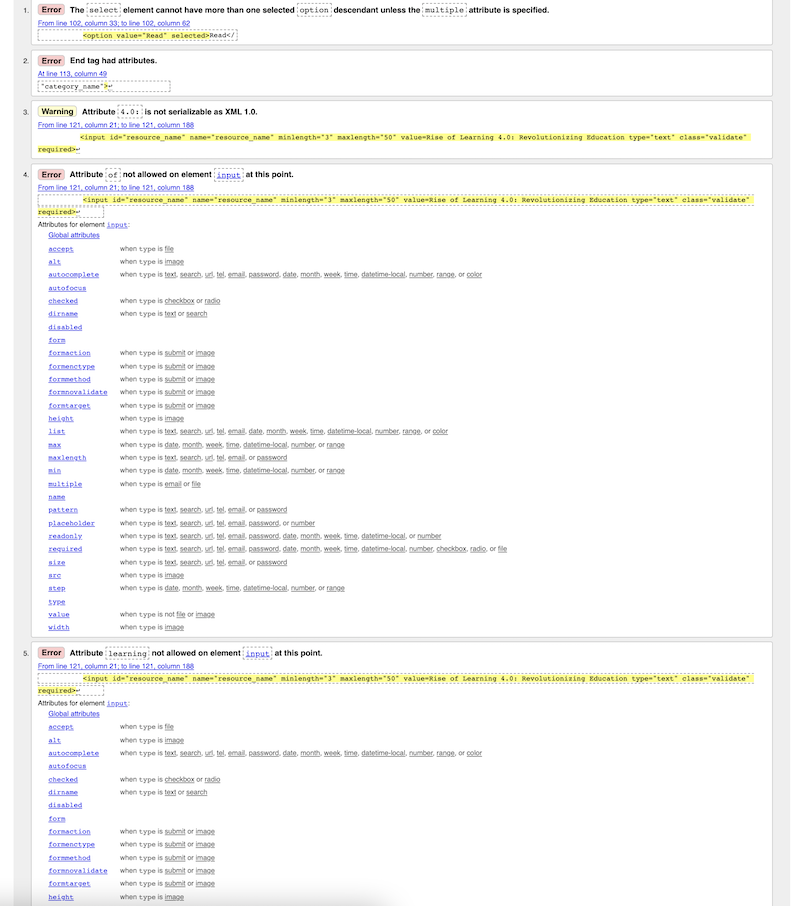 1. Error The select element cannot have more than one selected option descendant unless the multiple attribute is specified.
From line 102, column 33; to line 102, column 62
<option value="Read" selected>Read</
2. Error End tag had attributes.
At line 113, column 49
"category_name">↩
3. Warning Attribute 4.0: is not serializable as XML 1.0.
From line 121, column 21; to line 121, column 188
<input id="resource_name" name="resource_name" minlength="3" maxlength="50" value=Rise of Learning 4.0: Revolutionizing Education type="text" class="validate"
required>↩
4. Error Attribute of not allowed on element input at this point.
From line 121, column 21; to line 121, column 188
<input id="resource_name" name="resource_name" minlength="3" maxlength="50" value=Rise of Learning 4.0: Revolutionizing Education type="text" class="validate"
required>↩
Attributes for element input:
Global attributes
accept when type is file
alt when type is image
autocomplete when type is text, search, url, tel, email, password, date, month, week, time, datetime-local, number, range, or color
autofocus
checked when type is checkbox or radio
dirname when type is text or search
disabled
form
formaction when type is submit or image
formenctype when type is submit or image
formmethod when type is submit or image
formnovalidate when type is submit or image
formtarget when type is submit or image
height when type is image
list when type is text, search, url, tel, email, date, month, week, time, datetime-local, number, range, or color
max when type is date, month, week, time, datetime-local, number, or range
maxlength when type is text, search, url, tel, email, or password
min when type is date, month, week, time, datetime-local, number, or range
multiple when type is email or file
name
pattern when type is text, search, url, tel, email, or password
placeholder when type is text, search, url, tel, email, password, or number
readonly when type is text, search, url, tel, email, password, date, month, week, time, datetime-local, or number
required when type is text, search, url, tel, email, password, date, month, week, time, datetime-local, number, checkbox, radio, or file
size when type is text, search, url, tel, email, or password
src when type is image
step when type is date, month, week, time, datetime-local, number, or range
type
value when type is not file or image
width when type is image
5. Error Attribute learning not allowed on element input at this point.
From line 121, column 21; to line 121, column 188
<input id="resource_name" name="resource_name" minlength="3" maxlength="50" value=Rise of Learning 4.0: Revolutionizing Education type="text" class="validate"
required>↩
Attributes for element input:
Global attributes
accept when type is file
alt when type is image
autocomplete when type is text, search, url, tel, email, password, date, month, week, time, datetime-local, number, range, or color
autofocus
checked when type is checkbox or radio
dirname when type is text or search
disabled
form
formaction when type is submit or image
formenctype when type is submit or image
formmethod when type is submit or image
formnovalidate when type is submit or image
formtarget when type is submit or image
height when type is image